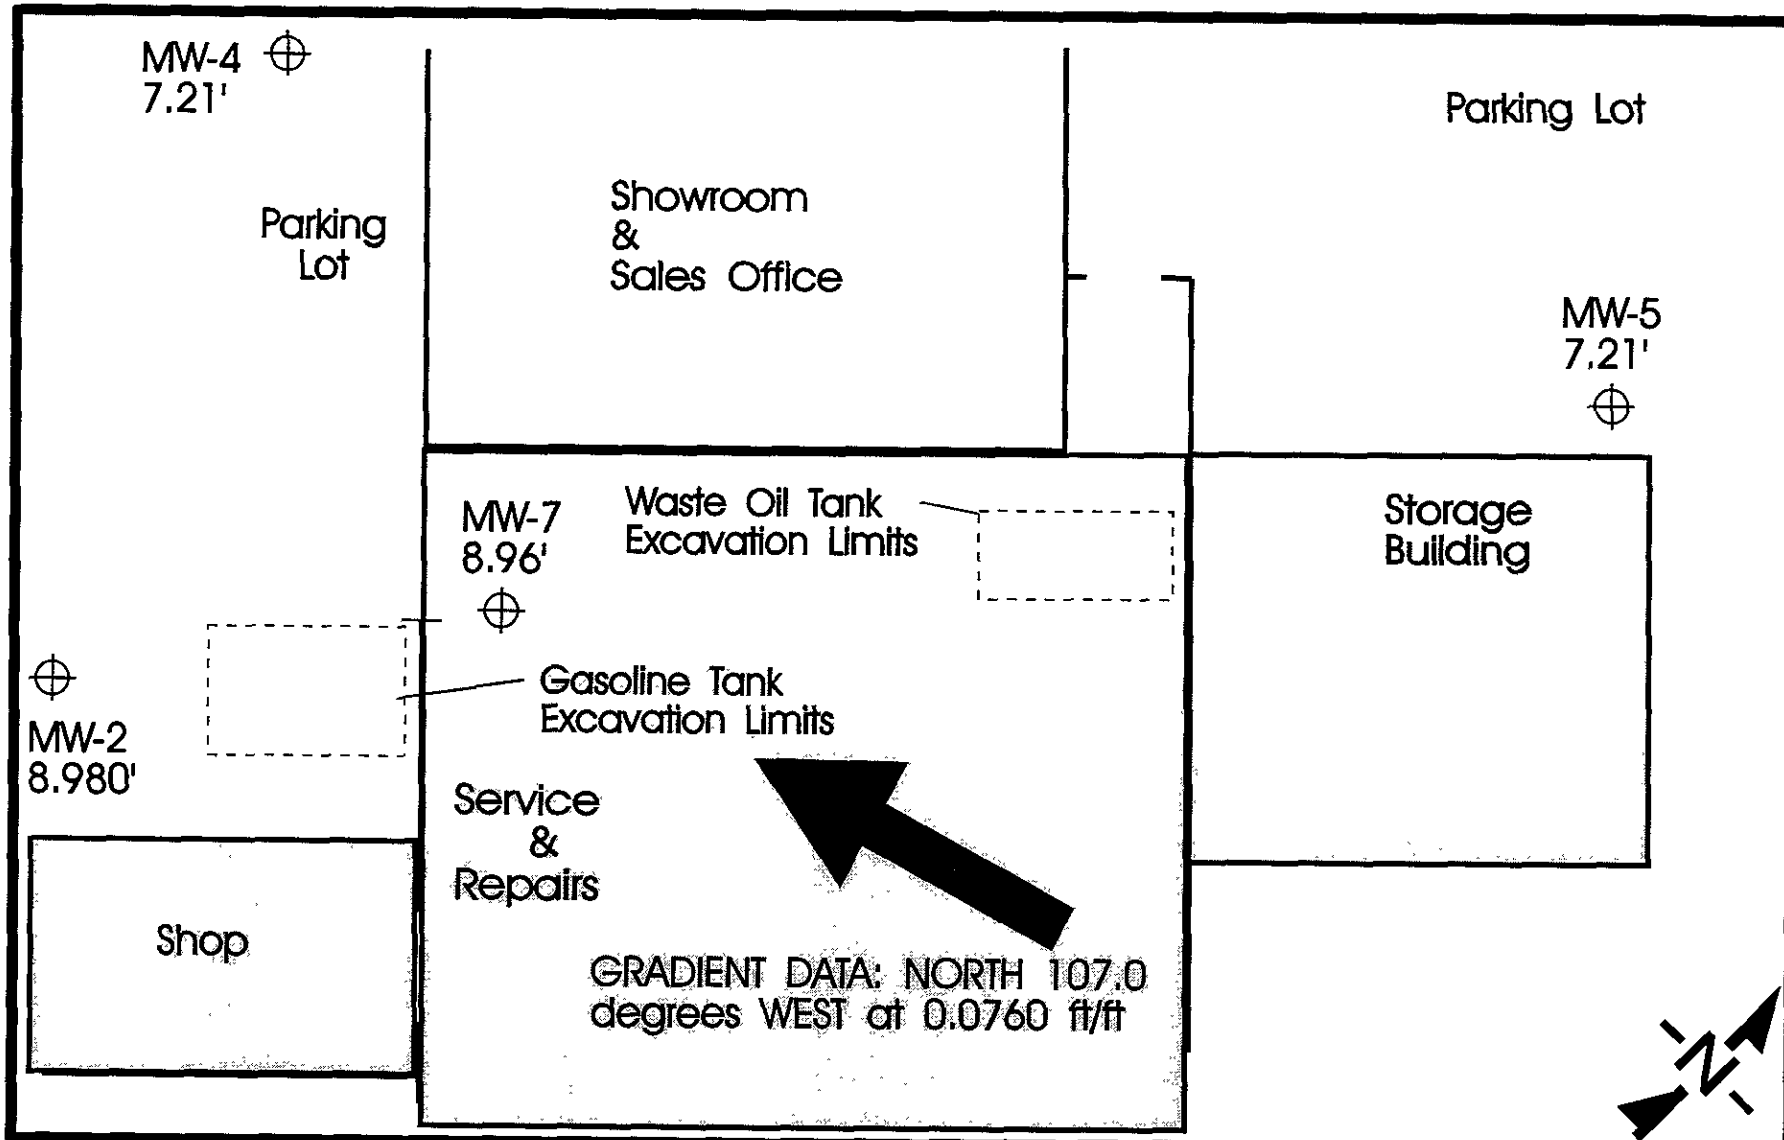 MW-4
7.21'
Parking Lot
Showroom
&
Sales Office
Parking
Lot
MW-5
7.21'
MW-7
8.96'
Waste Oil Tank
Excavation Limits
Storage
Building
Gasoline Tank
Excavation Limits
MW-2
8.980'
Service
&
Repairs
Shop
GRADIENT DATA: NORTH 107.0
degrees WEST at 0.0760 ft/ft
N